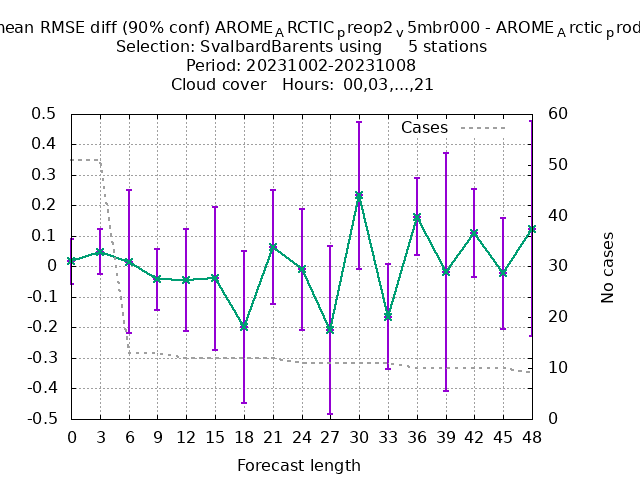 nean RMSE diff (90% conf) AROME_ARCTIC_preop2_v5mbr000 - AROME_Arctic_prod
Selection: SvalbardBarents using 5 stations
Period: 20231002-20231008
Cloud cover Hours: 00,03,...,21
Cases
0.5
0.4
0.3
0.2
0.1
0
-0.1
-0.2
-0.3
-0.4
-0.5
60
50
40
30
20
10
0
No cases
0 3 6 9 12 15 18 21 24 27 30 33 36 39 42 45 48
Forecast length